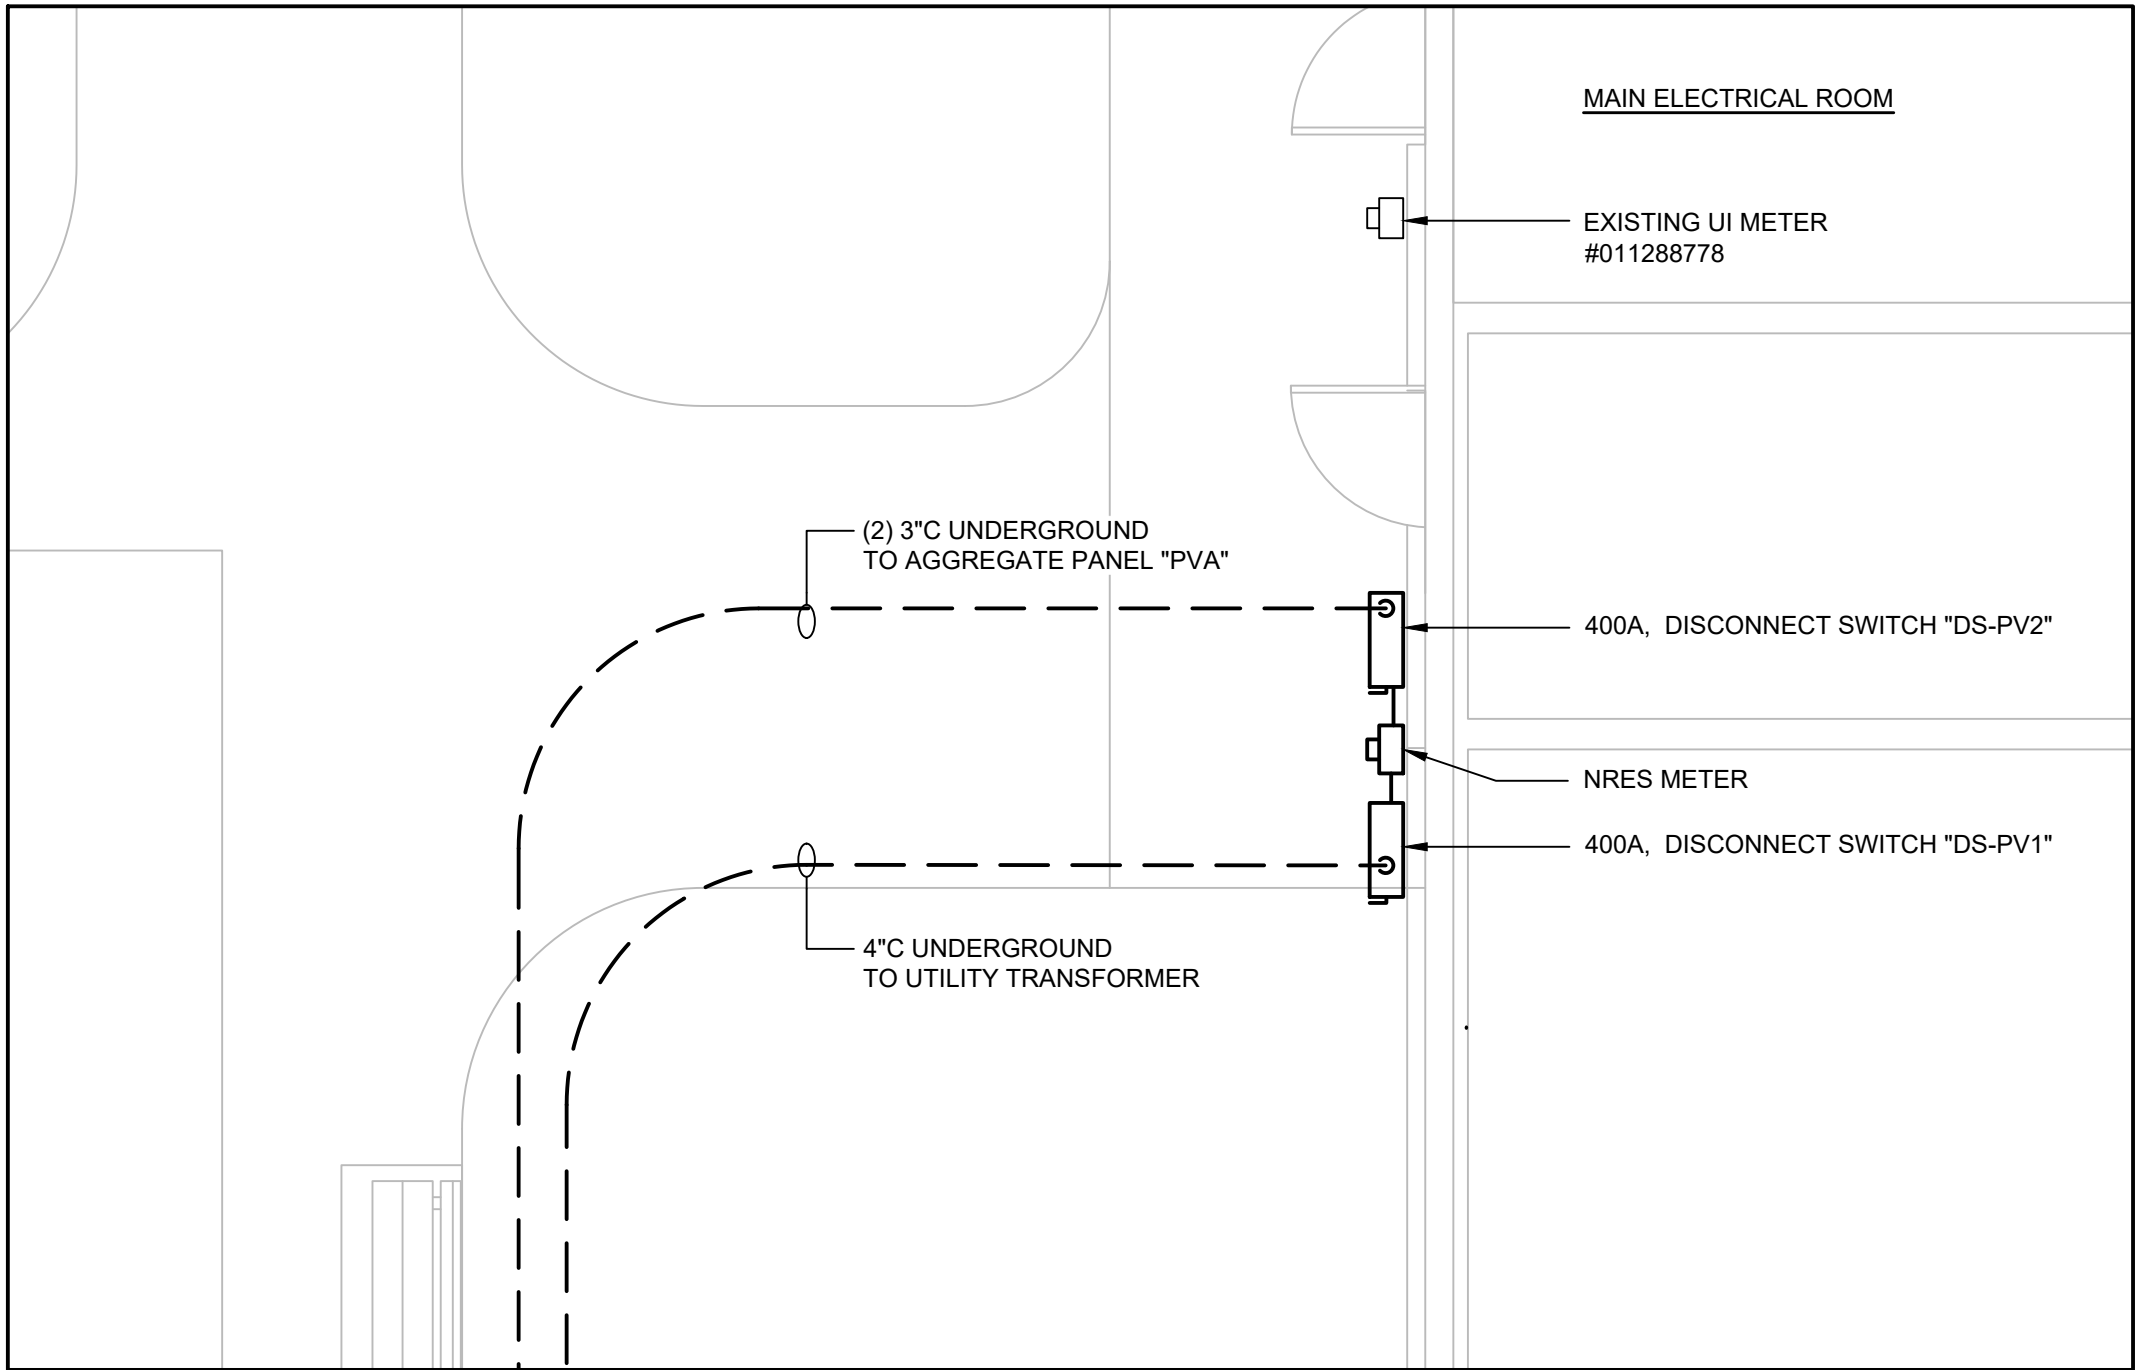 MAIN ELECTRICAL ROOM
EXISTING UI METER
#011288778
(2) 3"C UNDERGROUND
TO AGGREGATE PANEL "PVA"
400A, DISCONNECT SWITCH "DS-PV2"
NRES METER
400A, DISCONNECT SWITCH "DS-PV1"
4"C UNDERGROUND
TO UTILITY TRANSFORMER